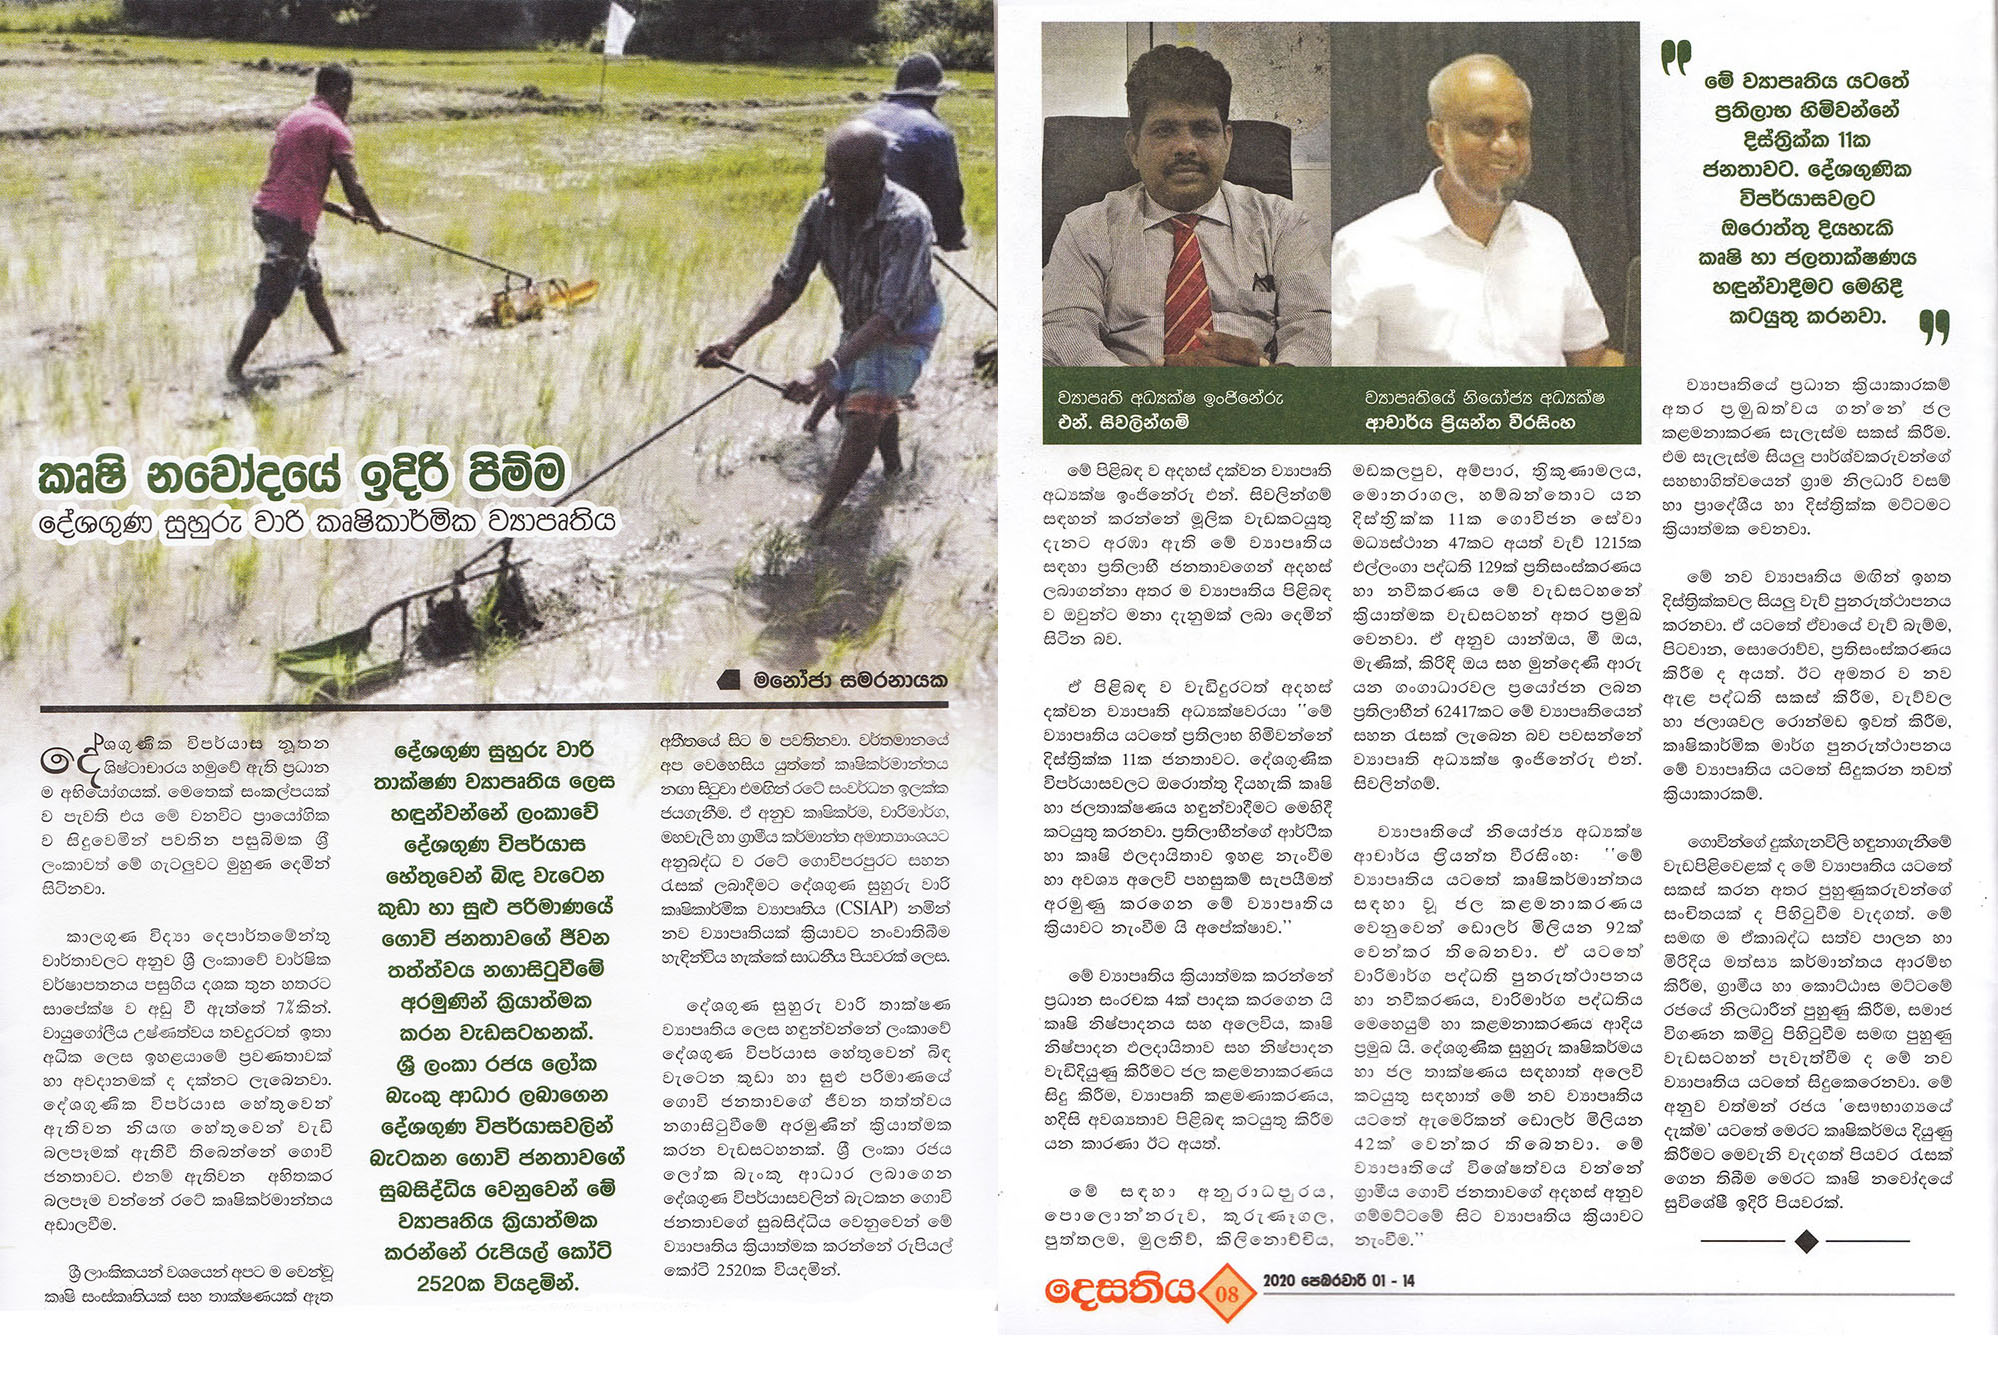 කෘෂි නවෝදයේ ඉදිරි පිම්ම
දේශගුණ සුහුරු වාරි කෘෂිකාර්මික ව්‍යාපෘතිය
මනෝජා සමරනායක
දේශගුණික විපර්යාස නූතන
ශිෂ්ටාචාරය හමුවේ ඇති ප්‍රධාන
ම අභියෝගයක්. මෙතෙක් සංකල්පයක්
ව පැවති එය මේ වනවිට ප්‍රායෝගික
ව සිදුවෙමින් පවතින පසුබිමක ශ්‍රී
ලංකාවත් මේ ගැටලුවට මුහුණ දෙමින්
සිටිනවා.
කාලගුණ විද්‍යා දෙපාර්තමේන්තු
වාර්තාවලට අනුව ශ්‍රී ලංකාවේ වාර්ෂික
වර්ෂාපතනය පසුගිය දශක තුන හතරට
සාපේක්ෂ ව අඩු වී ඇත්තේ 7%කින්.
වායුගෝලීය උෂ්ණත්වය තවදුරටත් ඉතා
අධික ලෙස ඉහළයාමේ ප්‍රවණතාවක්
හා අවදානමක් ද දක්නට ලැබෙනවා.
දේශගුණික විපර්යාස හේතුවෙන්
ඇතිවන නියඟ හේතුවෙන් වැඩි
බලපෑමක් ඇතිවී තිබෙන්නේ ගොවි
ජනතාවට. එනම් ඇතිවන අහිතකර
බලපෑම වන්නේ රටේ කෘෂිකර්මාන්තය
අඩාලවීම.
ශ්‍රී ලාංකිකයන් වශයෙන් අපට ම වෙන්වූ
කෘෂි සංස්කෘතියක් සහ තාක්ෂණයක් ඈත
දේශගුණ සුහුරු වාරි
තාක්ෂණ ව්‍යාපෘතිය ලෙස
හඳුන්වන්නේ ලංකාවේ
දේශගුණ විපර්යාස
හේතුවෙන් බිඳ වැටෙන
කුඩා හා සුළු පරිමාණයේ
ගොවි ජනතාවගේ ජීවන
තත්ත්වය නගාසිටුවීමේ
අරමුණින් ක්‍රියාත්මක
කරන වැඩසටහනක්.
ශ්‍රී ලංකා රජය ලෝක
බැංකු ආධාර ලබාගෙන
දේශගුණ විපර්යාසවලින්
බැටකන ගොවි ජනතාවගේ
සුබසිද්ධිය වෙනුවෙන් මේ
ව්‍යාපෘතිය ක්‍රියාත්මක
කරන්නේ රුපියල් කෝටි
2520ක වියදමින්.
අතීතයේ සිට ම පවතිනවා. වර්තමානයේ
අප වෙහෙසිය යුත්තේ කෘෂිකර්මාන්තය
නගා සිටුවා එමඟින් රටේ සංවර්ධන ඉලක්ක
ජයගැනීම. ඒ අනුව කෘෂිකර්ම, වාරිමාර්ග,
මහවැලි හා ග්‍රාමීය කර්මාන්ත අමාත්‍යාංශයට
අනුබද්ධ ව රටේ ගොවිපරපුරට සහන
රැසක් ලබාදීමට දේශගුණ සුහුරු වාරි
කෘෂිකාර්මික ව්‍යාපෘතිය (CSIAP) නමින්
නව ව්‍යාපෘතියක් ක්‍රියාවට නංවාතිබීම
හැඳින්විය හැක්කේ සාධනීය පියවරක් ලෙස.
දේශගුණ සුහුරු වාරි තාක්ෂණ
ව්‍යාපෘතිය ලෙස හඳුන්වන්නේ ලංකාවේ
දේශගුණ විපර්යාස හේතුවෙන් බිඳ
වැටෙන කුඩා හා සුළු පරිමාණයේ
ගොවි ජනතාවගේ ජීවන තත්ත්වය
නගාසිටුවීමේ අරමුණින් ක්‍රියාත්මක
කරන වැඩසටහනක්. ශ්‍රී ලංකා රජය
ලෝක බැංකු ආධාර ලබාගෙන
දේශගුණ විපර්යාසවලින් බැටකන ගොවි
ජනතාවගේ සුබසිද්ධිය වෙනුවෙන් මේ
ව්‍යාපෘතිය ක්‍රියාත්මක කරන්නේ රුපියල්
කෝටි 2520ක වියදමින්.
ව්‍යාපෘති අධ්‍යක්ෂ ඉංජිනේරු
එන්. සිවලින්ගම්
ව්‍යාපෘතියේ නියෝජ්‍ය අධ්‍යක්ෂ
ආචාර්ය ප්‍රියන්ත වීරසිංහ
මේ පිළිබඳ ව අදහස් දක්වන ව්‍යාපෘති
අධ්‍යක්ෂ ඉංජිනේරු එන්. සිවලින්ගම්
සඳහන් කරන්නේ මූලික වැඩකටයුතු
දැනට අරඹා ඇති මේ ව්‍යාපෘතිය
සඳහා ප්‍රතිලාභී ජනතාවගෙන් අදහස්
ලබාගන්නා අතර ම ව්‍යාපෘතිය පිළිබඳ
ව ඔවුන්ට මනා දැනුමක් ලබා දෙමින්
සිටින බව.
ඒ පිළිබඳ ව වැඩිදුරටත් අදහස්
දක්වන ව්‍යාපෘති අධ්‍යක්ෂවරයා ‘‘මේ
ව්‍යාපෘතිය යටතේ ප්‍රතිලාභ හිමිවන්නේ
දිස්ත්‍රික්ක 11ක ජනතාවට. දේශගුණික
විපර්යාසවලට ඔරොත්තු දියහැකි කෘෂි
හා ජලතාක්ෂණය හඳුන්වාදීමට මෙහිදී
කටයුතු කරනවා. ප්‍රතිලාභීන්ගේ ආර්ථික
හා කෘෂි ඵලදායිතාව ඉහළ නැංවීම
හා අවශ්‍ය අලෙවි පහසුකම් සැපයීමත්
අරමුණු කරගෙන මේ ව්‍යාපෘතිය
ක්‍රියාවට නැංවීම යි අපේක්ෂාව.’’
මේ ව්‍යාපෘතිය ක්‍රියාත්මක කරන්නේ
ප්‍රධාන සංරචක 4ක් පාදක කරගෙන යි
කෘෂි නිෂ්පාදනය සහ අලෙවිය, කෘෂි
නිෂ්පාදන ඵලදායිතාව සහ නිෂ්පාදන
වැඩිදියුණු කිරීමට ජල කළමනාකරණය
සිදු කිරීම, ව්‍යාපෘති කළමණාකරණය,
හදිසි අවශ්‍යතාව පිළිබඳ කටයුතු කිරීම
යන කාරණා ඊට අයත්.
මේ සඳහා අනුරාධපුරය,
පොලොන්නරුව, කුරුණෑගල,
පුත්තලම, මුලතිව්, කිලිනොච්චිය,
මඩකලපුව, අම්පාර, ත්‍රිකුණාමලය,
මොනරාගල, හම්බන්තොට යන
දිස්ත්‍රික්ක 11ක ගොවිජන සේවා
මධ්‍යස්ථාන 47කට අයත් වැව් 1215ක
එල්ලංගා පද්ධති 129ක් ප්‍රතිසංස්කරණය
හා නවීකරණය මේ වැඩසටහනේ
ක්‍රියාත්මක වැඩසටහන් අතර ප්‍රමුඛ
වෙනවා. ඒ අනුව යාන්ඔය, මී ඔය,
මැණික්, කිරිඳි ඔය සහ මුන්දෙණි ආරු
යන ගංගාධාරවල ප්‍රයෝජන ලබන
ප්‍රතිලාභීන් 62417කට මේ ව්‍යාපෘතියෙන්
සහන රැසක් ලැබෙන බව පවසන්නේ
ව්‍යාපෘති අධ්‍යක්ෂ ඉංජිනේරු එන්.
සිවලින්ගම්.
ව්‍යාපෘතියේ නියෝජ්‍ය අධ්‍යක්ෂ
ආචාර්ය ප්‍රියන්ත වීරසිංහ: ‘‘මේ
ව්‍යාපෘතිය යටතේ කෘෂිකර්මාන්තය
සඳහා වූ ජල කළමනාකරණය
වෙනුවෙන් ඩොලර් මිලියන 92ක්
වෙන්කර තිබෙනවා. ඒ යටතේ
වාරිමාර්ග පද්ධති පුනරුත්ථාපනය
හා නවීකරණය, වාරිමාර්ග පද්ධතිය
මෙහෙයුම් හා කළමනාකරණය ආදිය
ප්‍රමුඛ යි. දේශගුණික සුහුරු කෘෂිකර්මය
හා ජල තාක්ෂණය සඳහාත් අලෙවි
කටයුතු සඳහාත් මේ නව ව්‍යාපෘතිය
යටතේ ඇමෙරිකන් ඩොලර් මිලියන
42ක් වෙන්කර තිබෙනවා. මේ
ව්‍යාපෘතියේ විශේෂත්වය වන්නේ
ග්‍රාමීය ගොවි ජනතාවගේ අදහස් අනුව
ගම්මට්ටමේ සිට ව්‍යාපෘතිය ක්‍රියාවට
නැංවීම.’’
මේ ව්‍යාපෘතිය යටතේ
ප්‍රතිලාභ හිමිවන්නේ
දිස්ත්‍රික්ක 11ක
ජනතාවට. දේශගුණික
විපර්යාසවලට
ඔරොත්තු දියහැකි
කෘෂි හා ජලතාක්ෂණය
හඳුන්වාදීමට මෙහිදී
කටයුතු කරනවා.
ව්‍යාපෘතියේ ප්‍රධාන ක්‍රියාකාරකම්
අතර ප්‍රමුඛත්වය ගන්නේ ජල
කළමනාකරණ සැලැස්ම සකස් කිරීම.
එම සැලැස්ම සියලු පාර්ශ්වකරුවන්ගේ
සහභාගිත්වයෙන් ග්‍රාම නිලධාරි වසම්
හා ප්‍රාදේශීය හා දිස්ත්‍රික්ක මට්ටමට
ක්‍රියාත්මක වෙනවා.
මේ නව ව්‍යාපෘතිය මඟින් ඉහත
දිස්ත්‍රික්කවල සියලු වැව් පුනරුත්ථාපනය
කරනවා. ඒ යටතේ ඒවායේ වැව් බැම්ම,
පිටවාන, සොරොව්ව, ප්‍රතිසංස්කරණය
කිරීම ද අයත්. ඊට අමතර ව නව
ඇළ පද්ධති සකස් කිරීම, වැව්වල
හා ජලාශවල රොන්මඩ ඉවත් කිරීම,
කෘෂිකාර්මික මාර්ග පුනරුත්ථාපනය
මේ ව්‍යාපෘතිය යටතේ සිදුකරන තවත්
ක්‍රියාකාරකම්.
ගොවීන්ගේ දුක්ගැනවිලි හඳුනාගැනීමේ
වැඩපිළිවෙළක් ද මේ ව්‍යාපෘතිය යටතේ
සකස් කරන අතර පුහුණුකරුවන්ගේ
සංචිතයක් ද පිහිටුවීම වැදගත්. මේ
සමඟ ම ඒකාබද්ධ සත්ව පාලන හා
මිරිදිය මත්ස්‍ය කර්මාන්තය ආරම්භ
කිරීම, ග්‍රාමීය හා කොට්ඨාස මට්ටමේ
රජයේ නිලධාරීන් පුහුණු කිරීම, සමාජ
විගණන කමිටු පිහිටුවීම සමඟ පුහුණු
වැඩසටහන් පැවැත්වීම ද මේ නව
ව්‍යාපෘතිය යටතේ සිදුකෙරෙනවා. මේ
අනුව වත්මන් රජය ‘සෞභාග්‍යයේ
දැක්ම’ යටතේ මෙරට කෘෂිකර්මය දියුණු
කිරීමට මෙවැනි වැදගත් පියවර රැසක්
ගෙන තිබීම මෙරට කෘෂි නවෝදයේ
සුවිශේෂී ඉදිරි පියවරක්.
දෙසතිය 08 2020 පෙබරවාරි 01 - 14